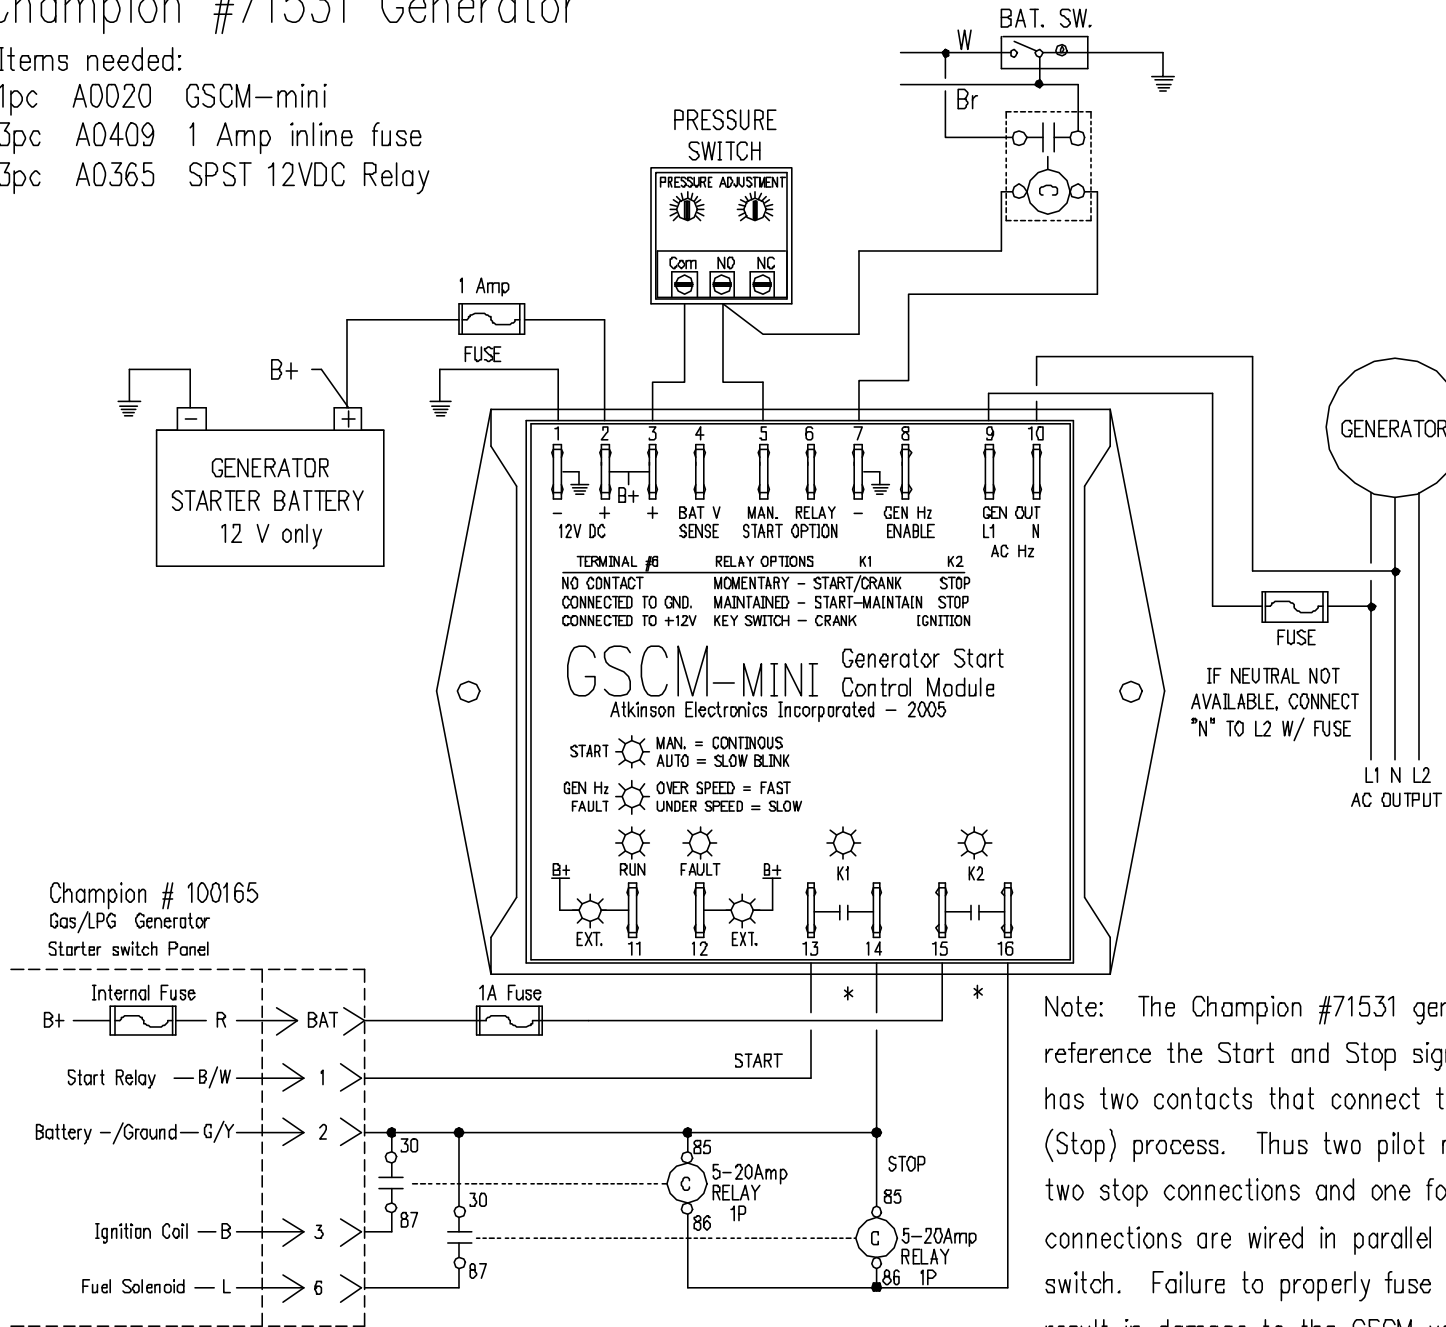 Champion #71531 Generator
Items needed:
1pc A0020 GSCM-mini
3pc A0409 1 Amp inline fuse
3pc A0365 SPST 12VDC Relay
BAT. SW.
W
Br
PRESSURE
SWITCH
PRESSURE ADJUSTMENT
Com NO NC
C
1 Amp
FUSE
B+
- +
GENERATOR
STARTER BATTERY
12 V only
GENERATOR
1 2 3 4 5 6 7 8 9 10
B+
- + + BAT V MAN. RELAY - GEN Hz GEN OUT
12V DC SENSE START OPTION ENABLE L1 N
AC Hz
TERMINAL #6 RELAY OPTIONS K1 K2
NO CONTACT MOMENTARY - START/CRANK STOP
CONNECTED TO GND. MAINTAINED - START-MAINTAIN STOP
CONNECTED TO +12V KEY SWITCH - CRANK IGNITION
GSCM-MINI Generator Start
Control Module
Atkinson Electronics Incorporated - 2005
START MAN. = CONTINOUS
AUTO = SLOW BLINK
GEN Hz OVER SPEED = FAST
FAULT UNDER SPEED = SLOW
B+ RUN FAULT B+ K1 K2
EXT. 11 12 EXT. 13 14 15 16
FUSE
IF NEUTRAL NOT
AVAILABLE, CONNECT
"N" TO L2 W/ FUSE
L1 N L2
AC OUTPUT
Champion # 100165
Gas/LPG Generator
Starter switch Panel
Internal Fuse
B+ R BAT
1A Fuse
* *
Start Relay - B/W 1
START
Battery -/Ground - G/Y 2
30
87
30
87
85
C
5-20Amp
RELAY
1P
86
STOP
85
C
5-20Amp
RELAY
86 1P
Ignition Coil - B 3
Fuel Solenoid - L 6
Note: The Champion #71531
reference the Start and Stop
has two contacts that connect
(Stop) process. Thus two pilot
two stop connections and one
connections are wired in parallel
switch. Failure to properly fuse
result in damage to the GSCM